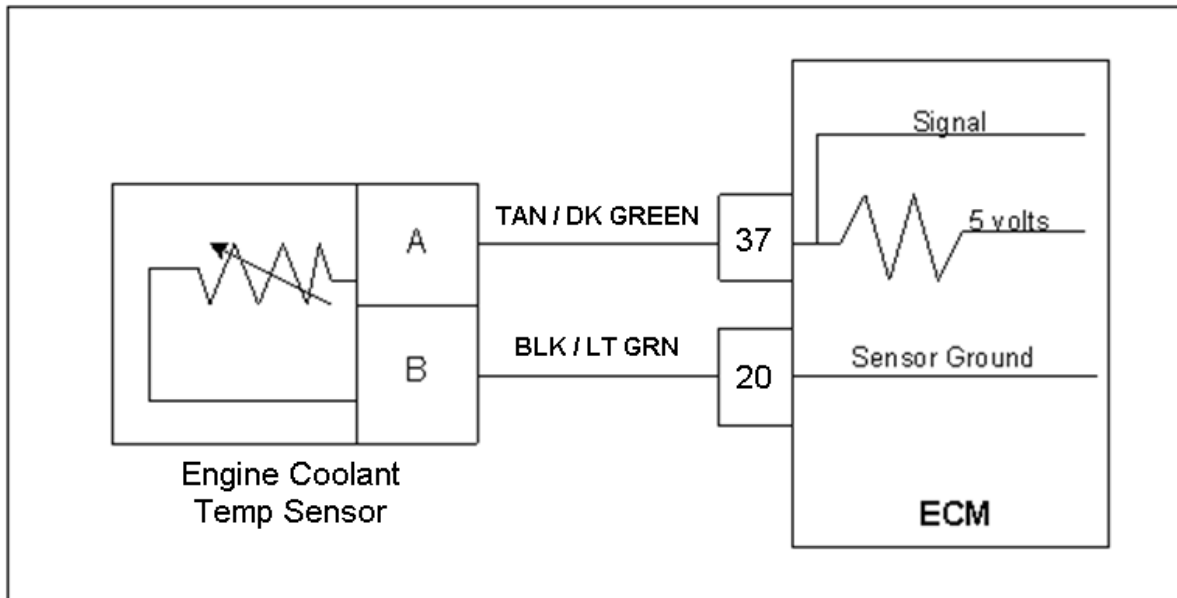 Signal
TAN / DK GREEN
A
37
5 volts
BLK / LT GRN
B
20
Sensor Ground
Engine Coolant
Temp Sensor
ECM